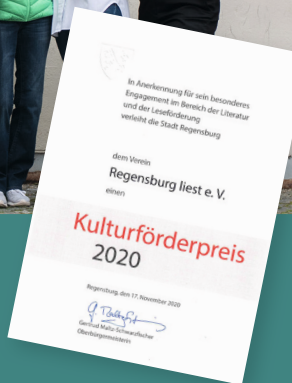 In Anerkennung für sein besonderes
Engagement im Bereich der Literatur
und der Leseförderung
verleiht die Stadt Regensburg
dem Verein
Regensburg liest e. V.
einen
Kulturförderpreis
2020
Regensburg, den 17. November 2020
Gertrud Maltz-Schwarzfischer
Oberbürgermeisterin